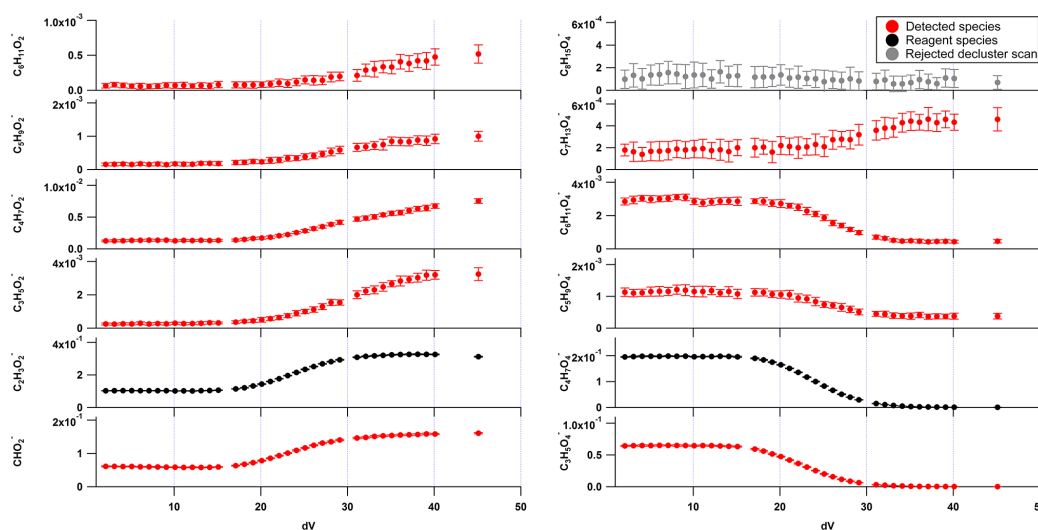 1.0x10⁻³
0.5
0.0
C₆H₁₁O₂⁻
2x10⁻³
1
0
C₅H₉O₂⁻
1.0x10⁻²
0.5
0.0
C₄H₇O₂⁻
4x10⁻³
2
0
C₃H₅O₂⁻
4x10⁻¹
2
0
C₂H₃O₂⁻
2x10⁻¹
1
0
CHO₂⁻
0 10 20 30 40 50
dV
Detected species
Reagent species
Rejected decluster scan
6x10⁻⁴
4
2
0
C₈H₁₅O₄⁻
6x10⁻⁴
4
2
0
C₇H₁₃O₄⁻
4x10⁻³
2
0
C₆H₁₁O₄⁻
2x10⁻³
1
0
C₅H₉O₄⁻
2x10⁻¹
1
0
C₄H₇O₄⁻
1.0x10⁻¹
0.5
0.0
C₃H₅O₄⁻
10 20 30 40 50
dV